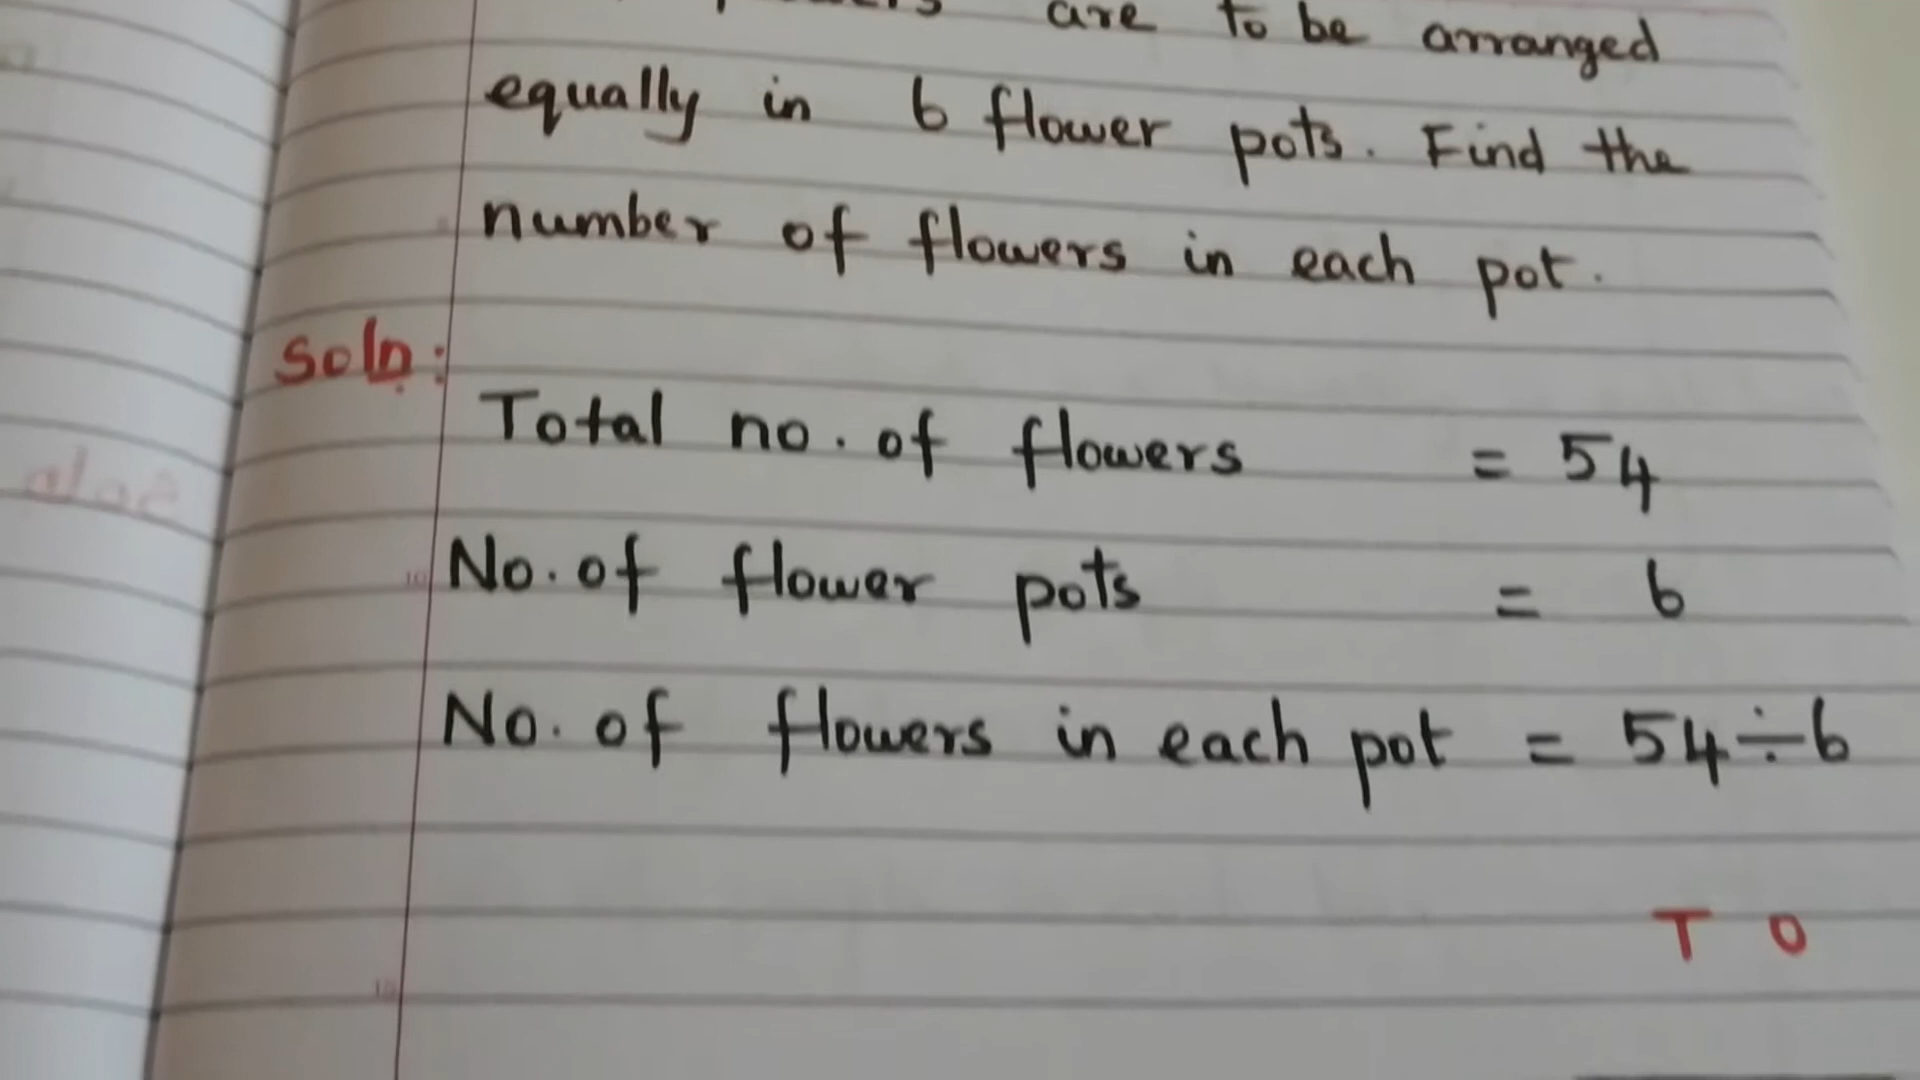 are to be arranged
equally in 6 flower pots. Find the
number of flowers in each pot.
Soln:
Total no. of flowers = 54
No. of flower pots = 6
No. of flowers in each pot = 54÷6
T O